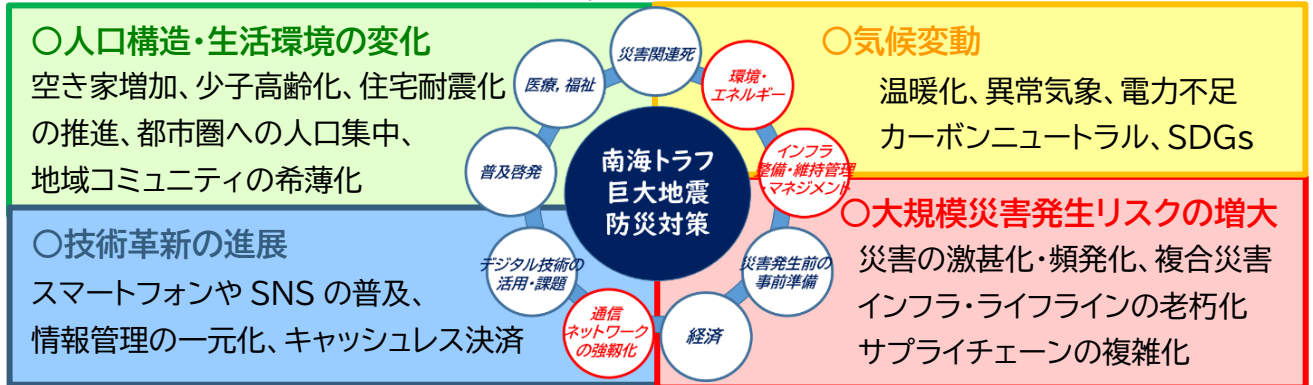 〇人口構造・生活環境の変化
空き家増加、少子高齢化、住宅耐震化
の推進、都市圏への人口集中、
地域コミュニティの希薄化
〇気候変動
温暖化、異常気象、電力不足
カーボンニュートラル、SDGs
災害関連死
医療，福祉
環境・
エネルギー
普及啓発
インフラ
整備・維持管理
・マネジメント
南海トラフ
巨大地震
防災対策
デジタル技術の
活用・課題
災害発生前の
事前準備
通信
ネットワーク
の強靱化
経済
〇技術革新の進展
スマートフォンや SNS の普及、
情報管理の一元化、キャッシュレス決済
〇大規模災害発生リスクの増大
災害の激甚化・頻発化、複合災害
インフラ・ライフラインの老朽化
サプライチェーンの複雑化